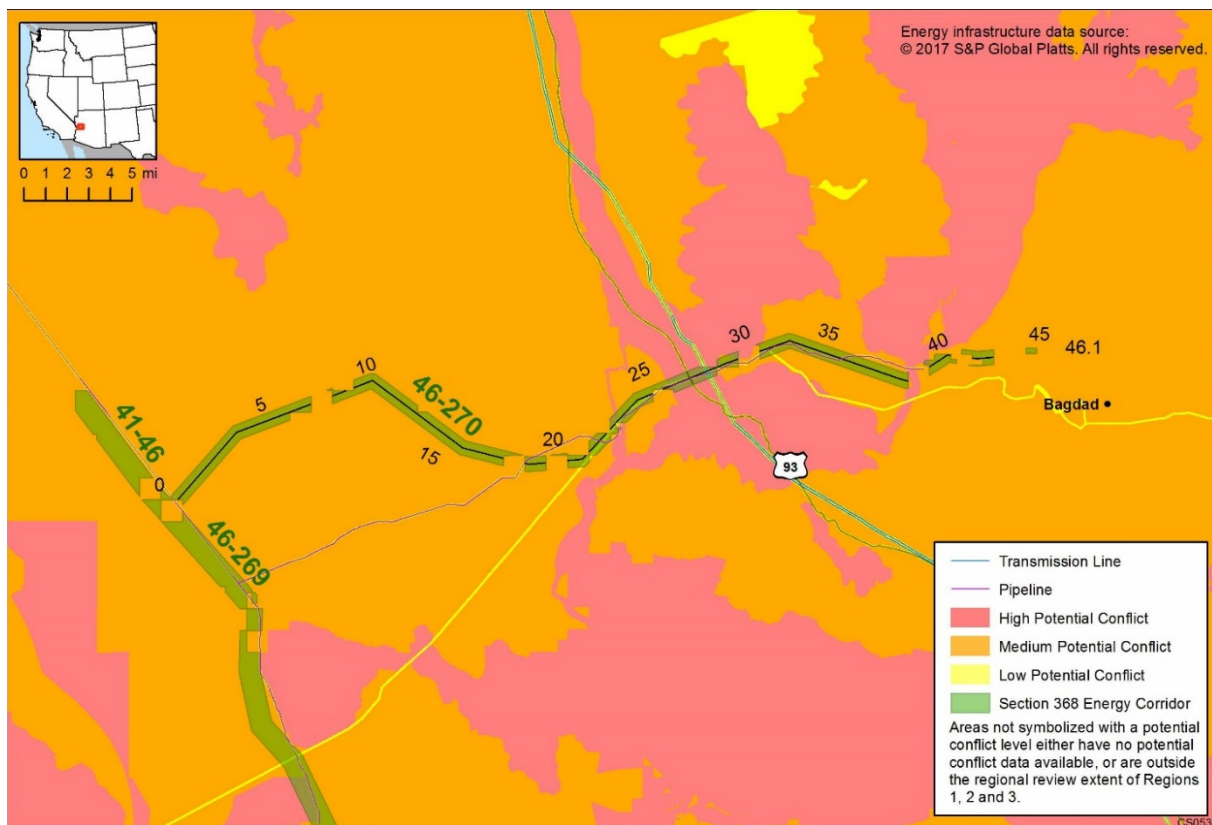 Energy infrastructure data source:
© 2017 S&P Global Platts. All rights reserved.
0 1 2 3 4 5 mi
30
35
45
40
46.1
10
25
46-270
5
41-46
Bagdad
20
15
93
0
46-269
Transmission Line
Pipeline
High Potential Conflict
Medium Potential Conflict
Low Potential Conflict
Section 368 Energy Corridor
Areas not symbolized with a potential
conflict level either have no potential
conflict data available, or are outside
the regional review extent of Regions
1, 2 and 3.
CS053